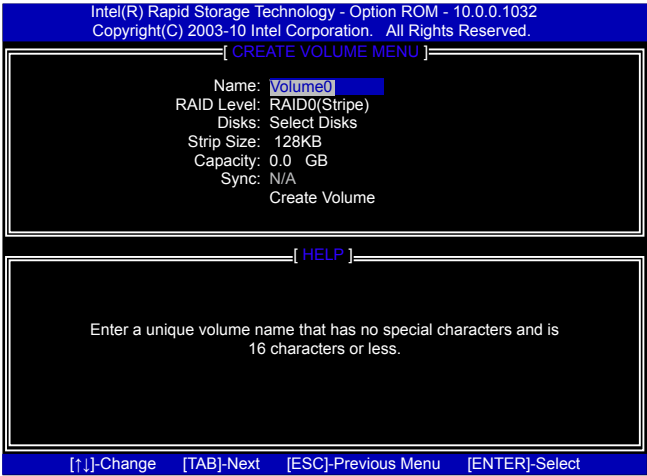 Intel(R) Rapid Storage Technology - Option ROM - 10.0.0.1032
Copyright(C) 2003-10 Intel Corporation. All Rights Reserved.
[ CREATE VOLUME MENU ]
Name: Volume0
RAID Level: RAID0(Stripe)
Disks: Select Disks
Strip Size: 128KB
Capacity: 0.0 GB
Sync: N/A
Create Volume
[ HELP ]
Enter a unique volume name that has no special characters and is
16 characters or less.
[↑↓]-Change [TAB]-Next [ESC]-Previous Menu [ENTER]-Select